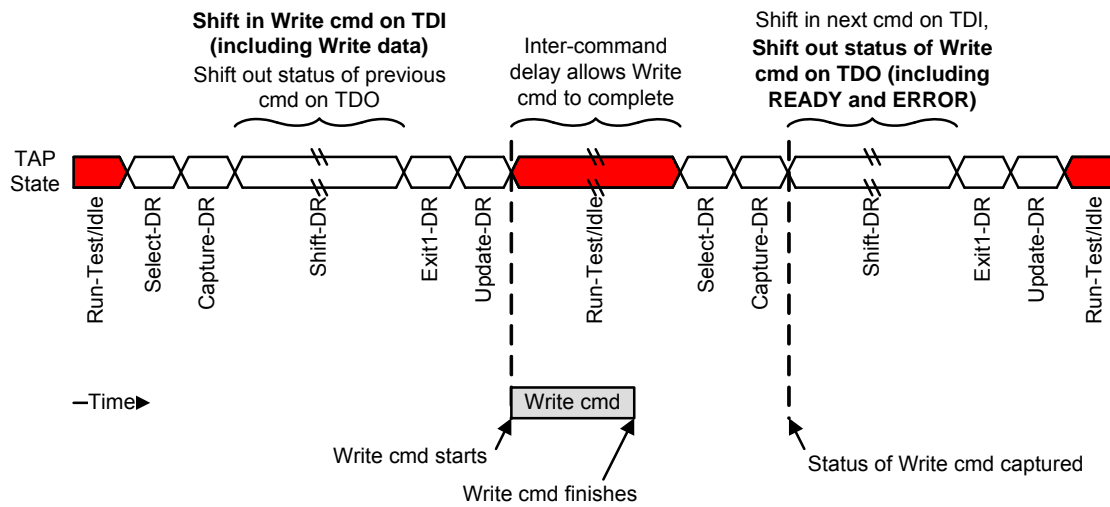 Shift in Write cmd on TDI
(including Write data)
Shift out status of previous
cmd on TDO
Inter-command
delay allows Write
cmd to complete
Shift in next cmd on TDI,
Shift out status of Write
cmd on TDO (including
READY and ERROR)
TAP
State
Run-Test/Idle
Select-DR
Capture-DR
Shift-DR
Exit1-DR
Update-DR
Run-Test/Idle
Select-DR
Capture-DR
Shift-DR
Exit1-DR
Update-DR
Run-Test/Idle
Time
Write cmd
Write cmd starts
Write cmd finishes
Status of Write cmd captured